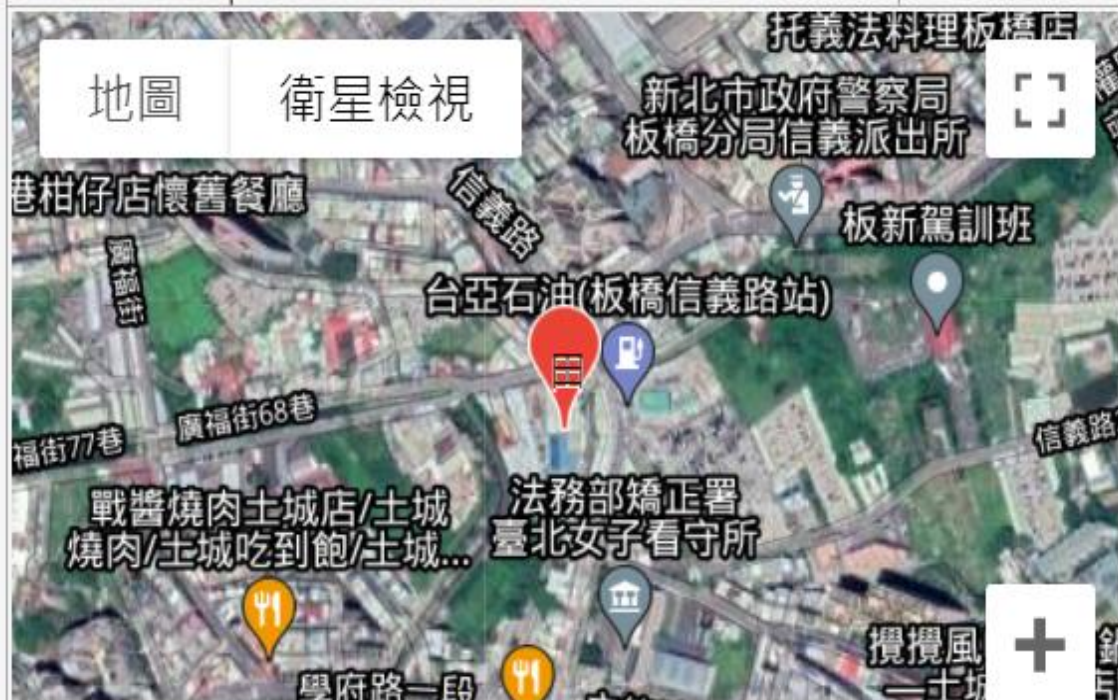 托義法料理板橋店
地圖
衛星檢視
新北市政府警察局
板橋分局信義派出所
港柑仔店懷舊餐廳
信義路
板新駕訓班
廣福街
台亞石油(板橋信義路站)
廣福街68巷
福街77巷
信義路
戰醬燒肉土城店/土城
燒肉/土城吃到飽/土城...
法務部矯正署
臺北女子看守所
攪攪風
學府路一段